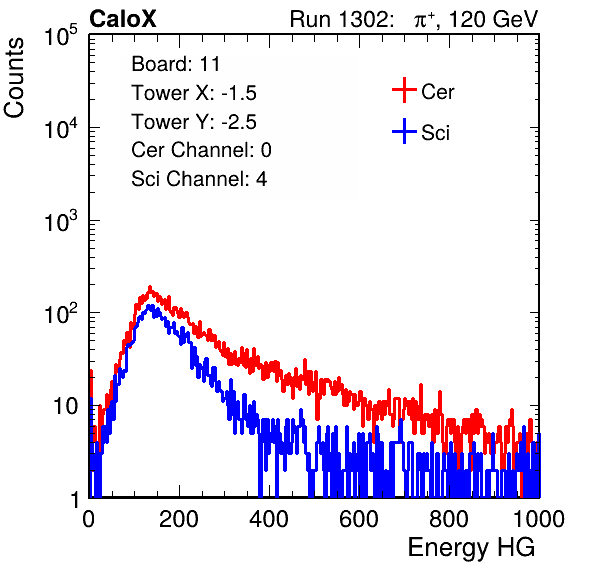 CaloX Run 1302: π⁺, 120 GeV
Counts
10⁵
10⁴
10³
10²
10
1
Board: 11
Tower X: -1.5
Tower Y: -2.5
Cer Channel: 0
Sci Channel: 4
Cer
Sci
0 200 400 600 800 1000
Energy HG